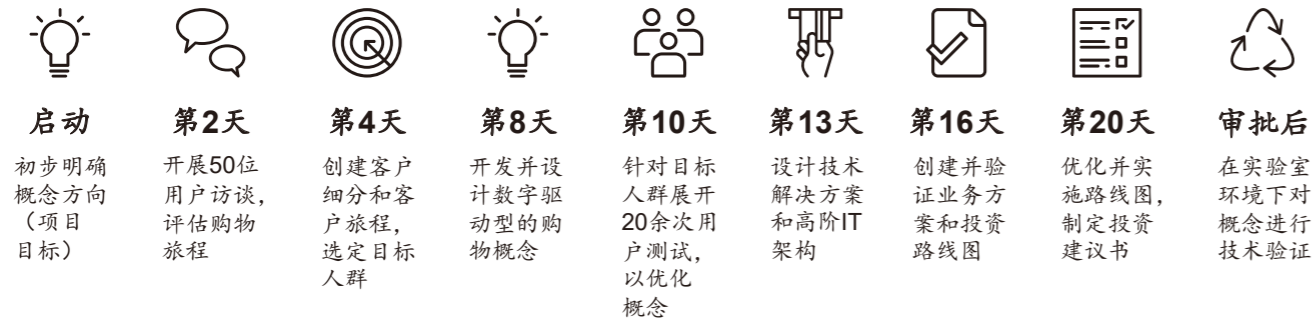 启动
初步明确
概念方向
（项目
目标）
第2天
开展50位
用户访谈，
评估购物
旅程
第4天
创建客户
细分和客
户旅程，
选定目标
人群
第8天
开发并设
计数字驱
动型的购
物概念
第10天
针对目标
人群展开
20余次用
户测试，
以优化
概念
第13天
设计技术
解决方案
和高阶IT
架构
第16天
创建并验
证业务方
案和投资
路线图
第20天
优化并实
施路线图，
制定投资
建议书
审批后
在实验室
环境下对
概念进行
技术验证